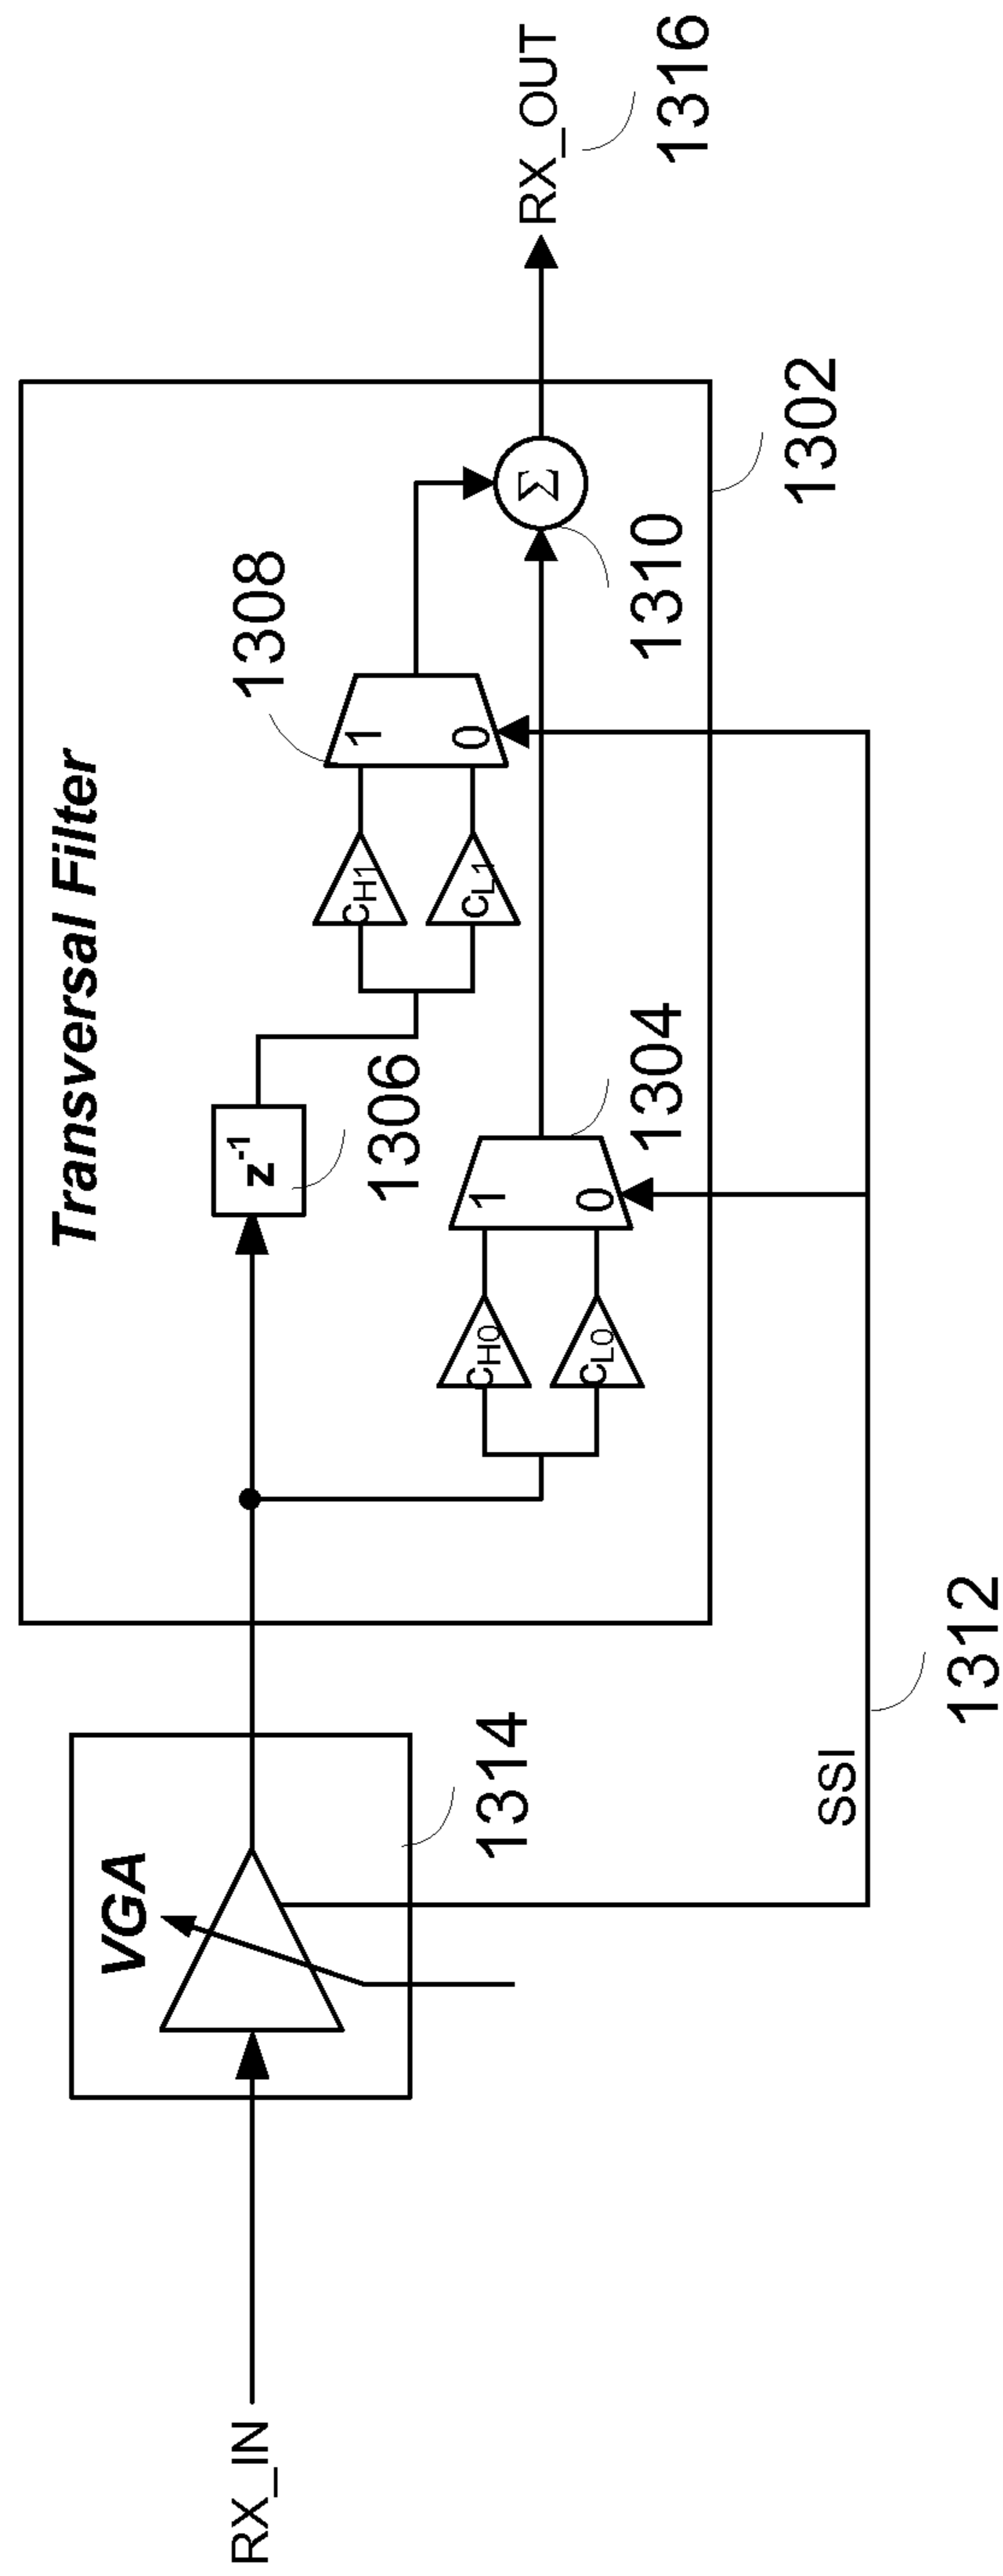 Transversal Filter
VGA
RX_IN
1314
SSI
1312
z-1
1306
CH0
CL0
1
0
1304
CH1
CL1
1
0
1308
Σ
1310
1302
RX_OUT
1316